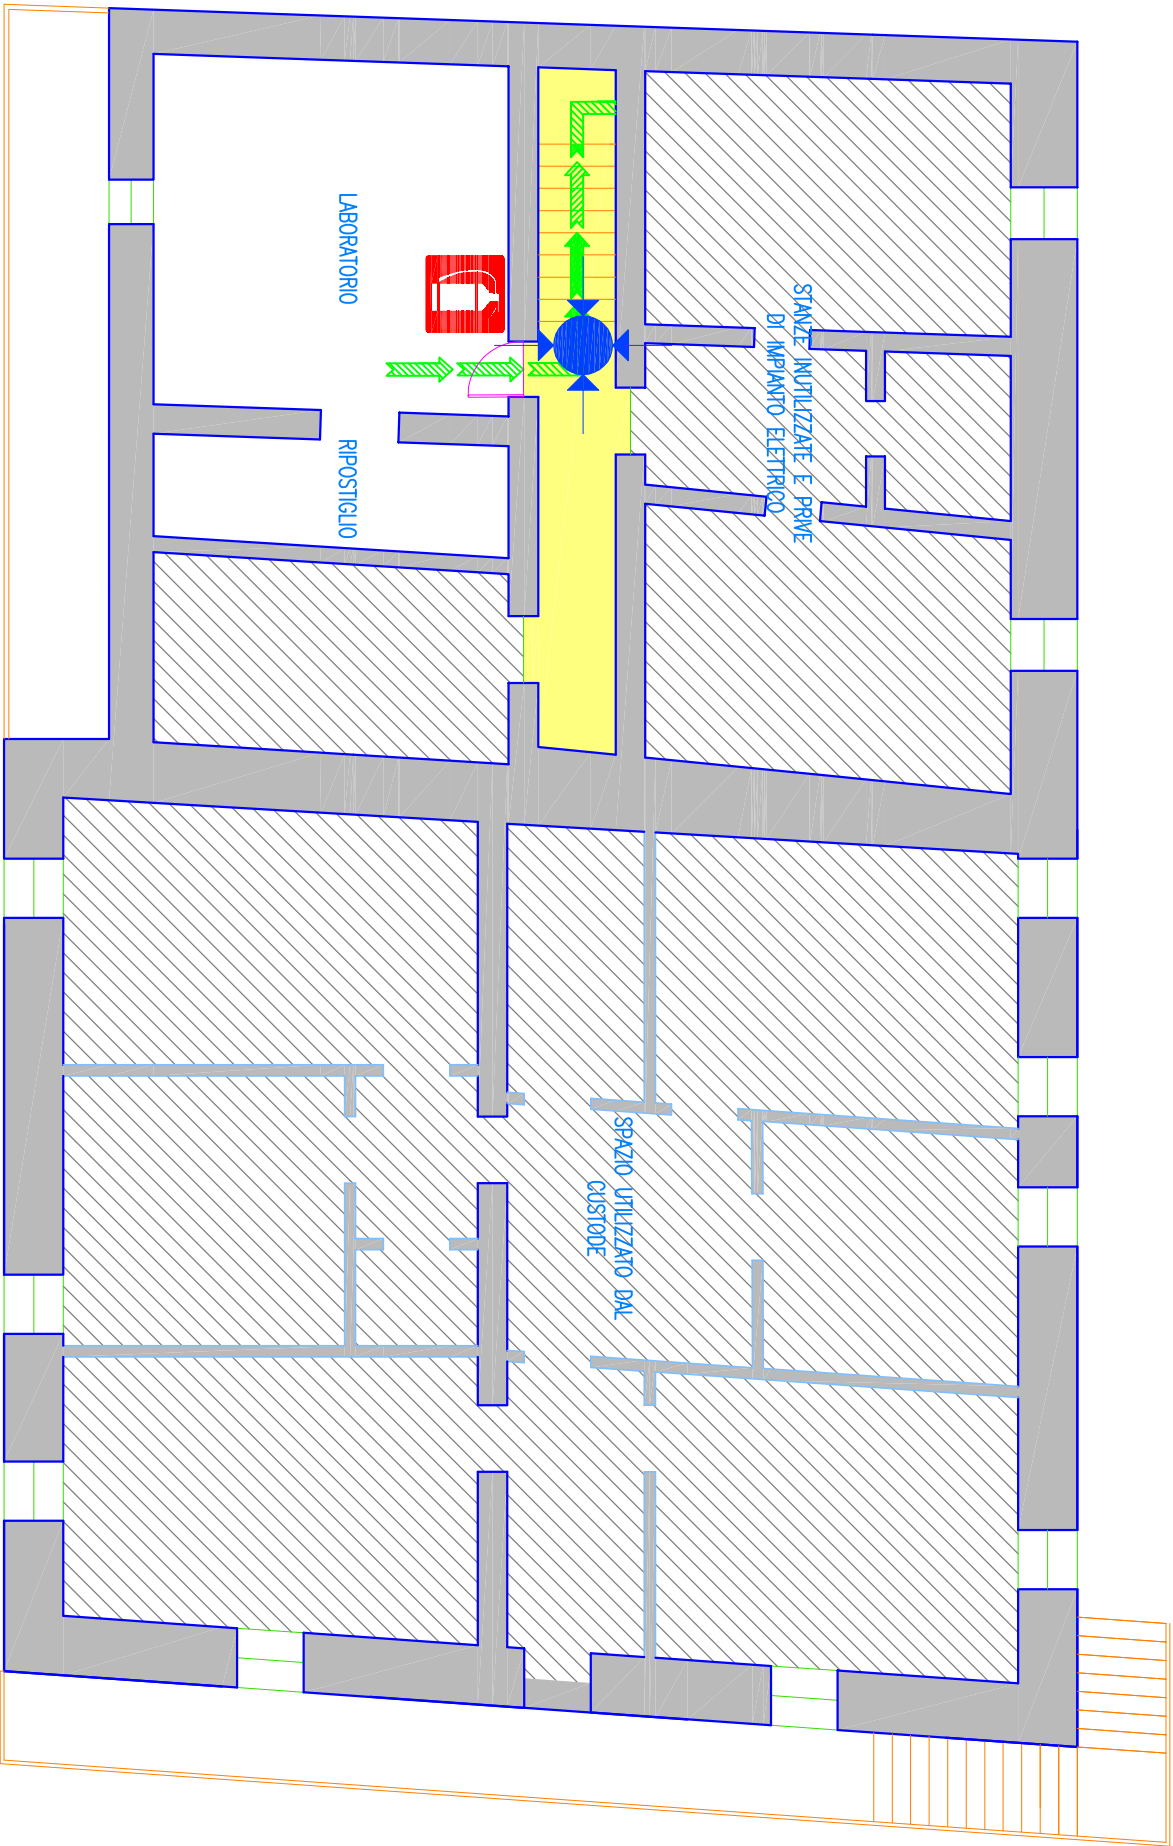 LABORATORIO
RIPOSTIGLIO
STANZE INUTILIZZATE E PRIVE
DI IMPIANTO ELETTRICO
SPAZIO UTILIZZATO DAL
CUSTODE